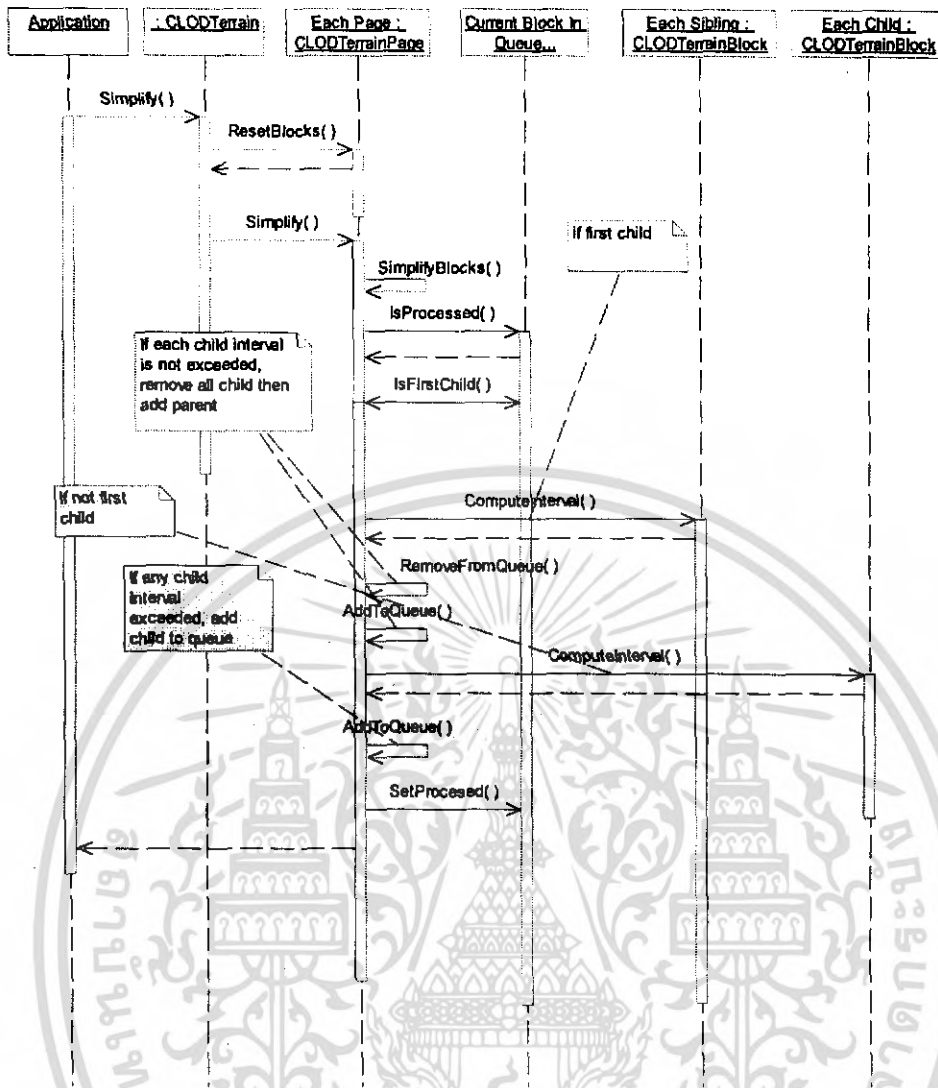 Application
: CLODTerrain
Each Page :
CLODTerrainPage
Current Block In
Queue...
Each Sibling :
CLODTerrainBlock
Each Child :
CLODTerrainBlock
Simplify( )
ResetBlocks( )
Simplify( )
If first child
SimplifyBlocks( )
IsProcessed( )
If each child interval
is not exceeded,
remove all child then
add parent
IsFirstChild( )
If not first
child
ComputeInterval( )
RemoveFromQueue( )
If any child
interval
exceeded, add
child to queue
AddToQueue( )
ComputeInterval( )
AddToQueue( )
SetProcesed( )